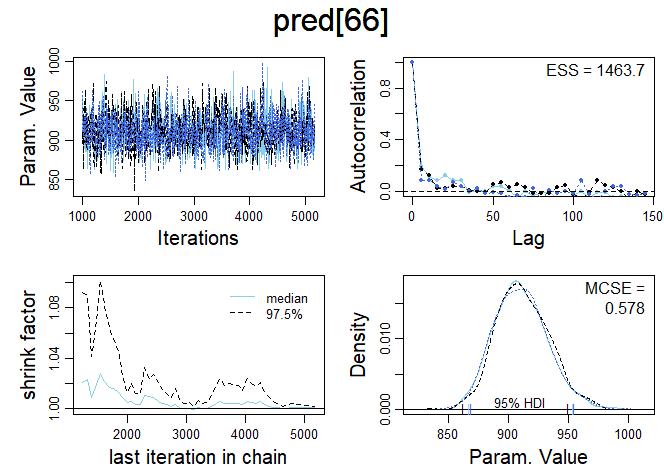 pred[66]
Param. Value
850 900 950 1000
1000 2000 3000 4000 5000
Iterations
Autocorrelation
0.0 0.4 0.8
ESS = 1463.7
0 50 100 150
Lag
shrink factor
1.00 1.04 1.08
median
97.5%
2000 3000 4000 5000
last iteration in chain
Density
0.000 0.010
MCSE =
0.578
95% HDI
850 900 950 1000
Param. Value